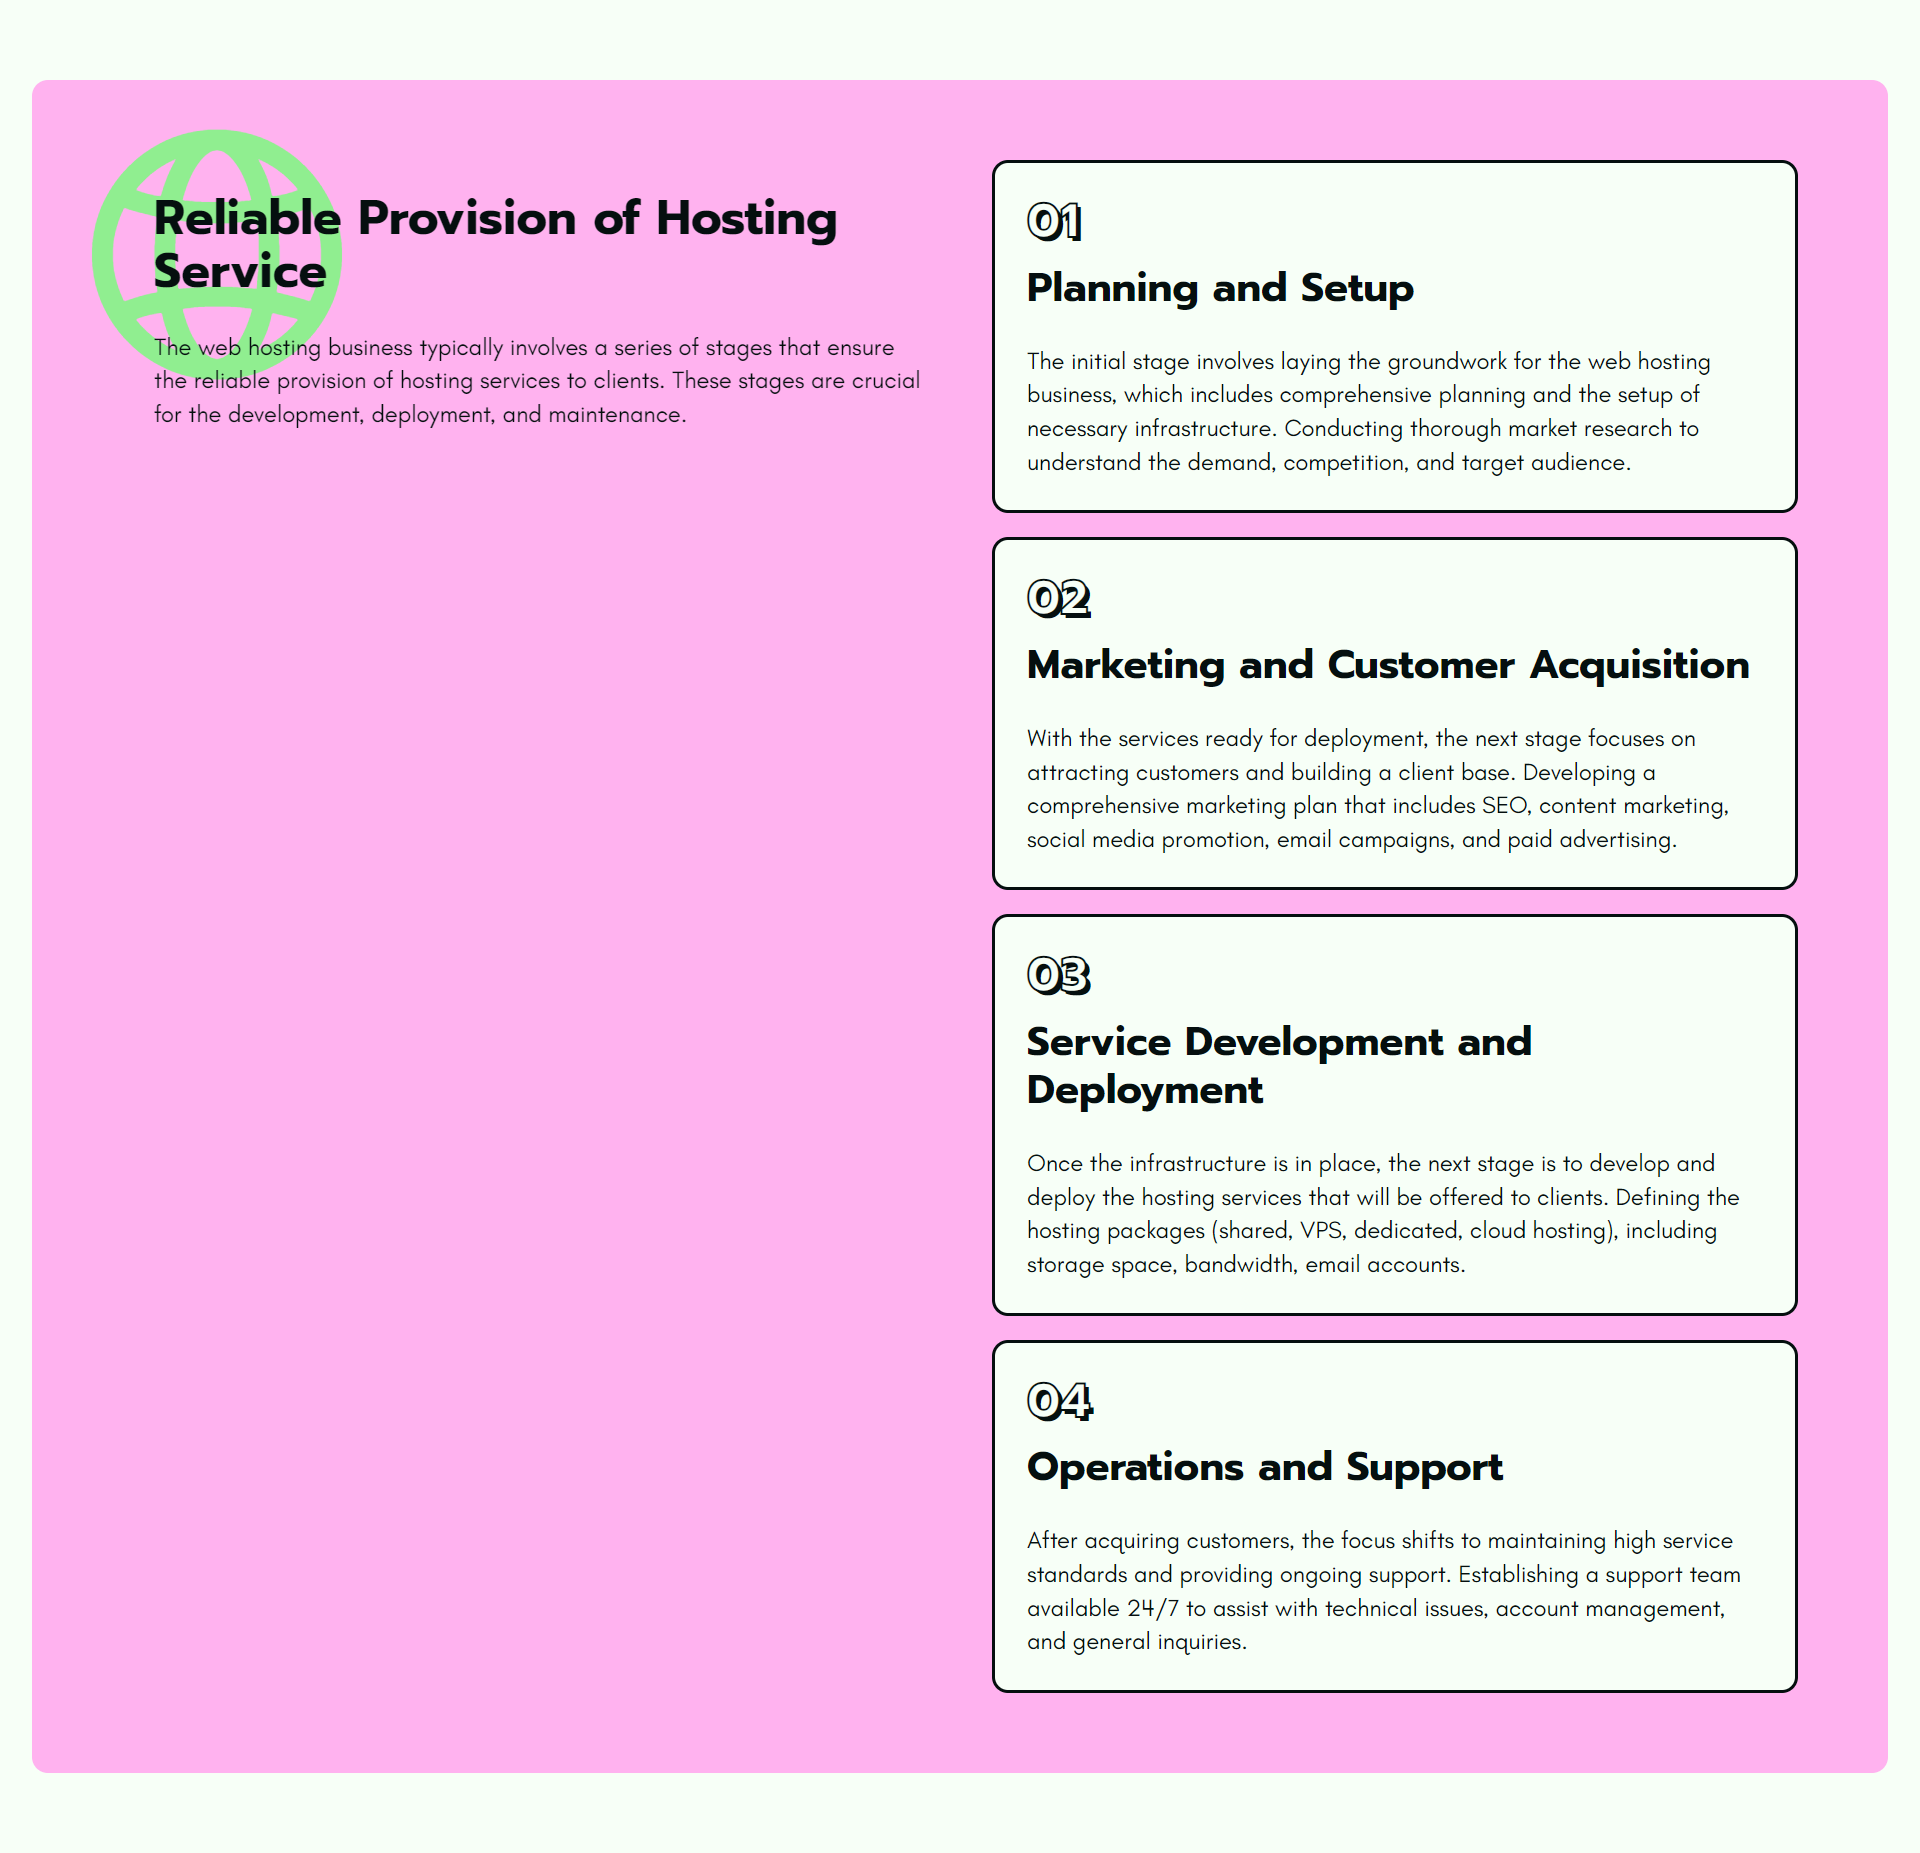 Reliable Provision of Hosting
Service
The web hosting business typically involves a series of stages that ensure
the reliable provision of hosting services to clients. These stages are crucial
for the development, deployment, and maintenance.
01
Planning and Setup
The initial stage involves laying the groundwork for the web hosting
business, which includes comprehensive planning and the setup of
necessary infrastructure. Conducting thorough market research to
understand the demand, competition, and target audience.
02
Marketing and Customer Acquisition
With the services ready for deployment, the next stage focuses on
attracting customers and building a client base. Developing a
comprehensive marketing plan that includes SEO, content marketing,
social media promotion, email campaigns, and paid advertising.
03
Service Development and
Deployment
Once the infrastructure is in place, the next stage is to develop and
deploy the hosting services that will be offered to clients. Defining the
hosting packages (shared, VPS, dedicated, cloud hosting), including
storage space, bandwidth, email accounts.
04
Operations and Support
After acquiring customers, the focus shifts to maintaining high service
standards and providing ongoing support. Establishing a support team
available 24/7 to assist with technical issues, account management,
and general inquiries.